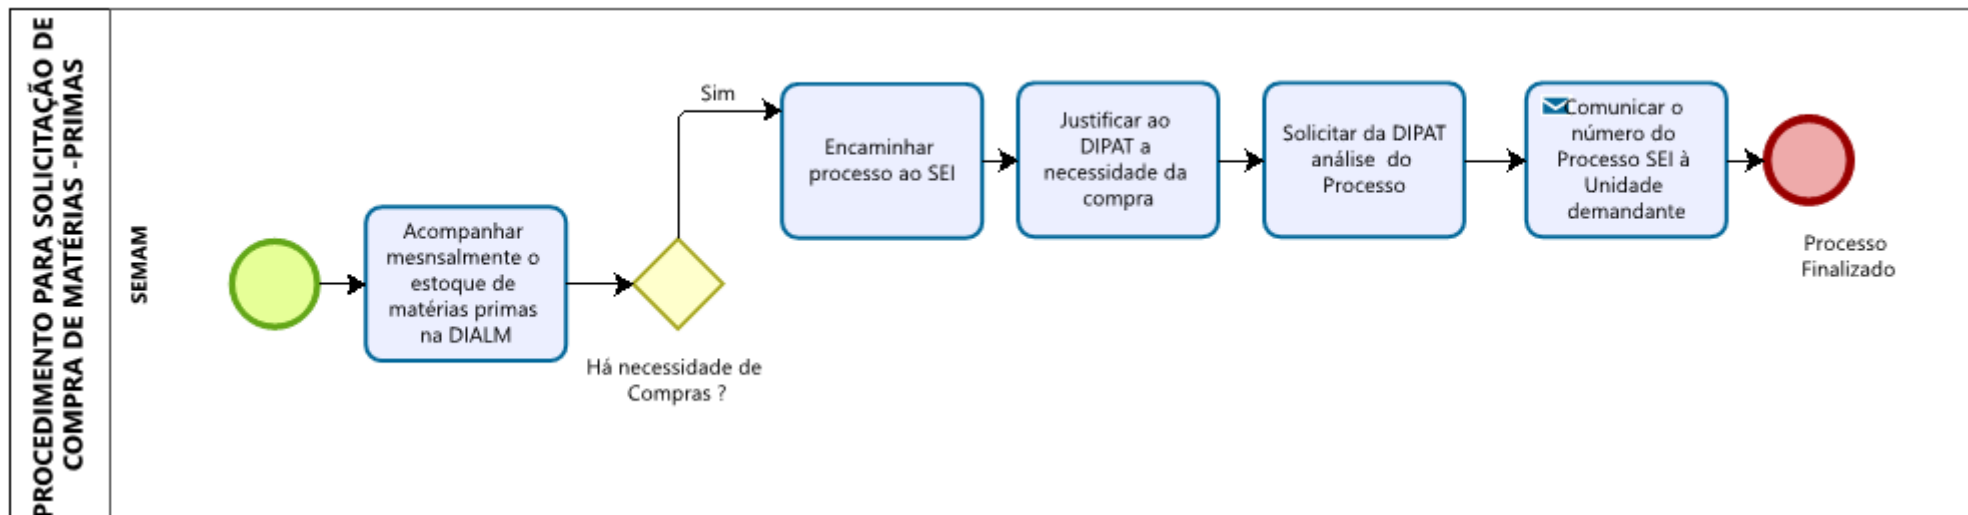 PROCEDIMENTO PARA SOLICITAÇÃO DE
COMPRA DE MATÉRIAS -PRIMAS
SEMAM
Acompanhar
mesnsalmente o
estoque de
matérias primas
na DIALM
Há necessidade de
Compras ?
Sim
Encaminhar
processo ao SEI
Justificar ao
DIPAT a
necessidade da
compra
Solicitar da DIPAT
análise do
Processo
Comunicar o
número do
Processo SEI à
Unidade
demandante
Processo
Finalizado